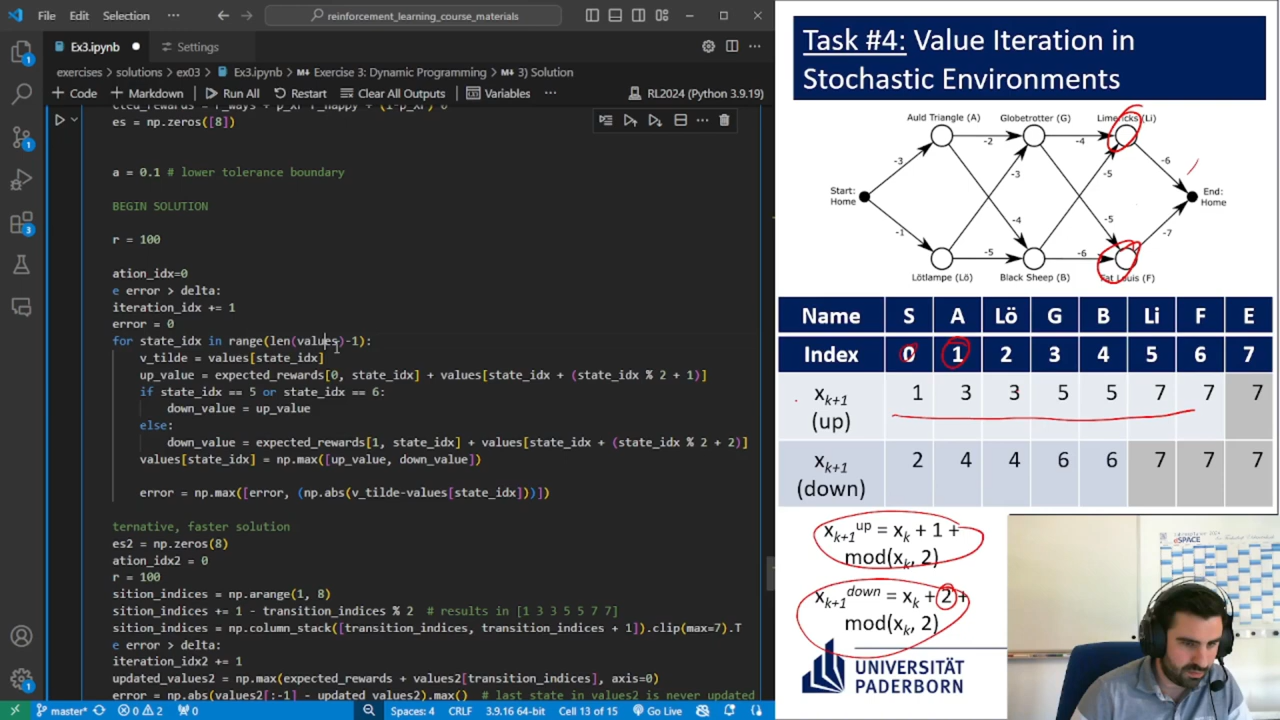 File Edit Selection ... reinforcement_learning_course_materials
Ex3.ipynb Settings
exercises > solutions > ex03 > Ex3.ipynb > Exercise 3: Dynamic Programming > 3) Solution
+ Code + Markdown Run All Restart Clear All Outputs Variables ... RL2024 (Python 3.9.19)
es = np.zeros([8])
a = 0.1 # lower tolerance boundary
BEGIN SOLUTION
r = 100
ation_idx=0
e error > delta:
iteration_idx += 1
error = 0
for state_idx in range(len(values)-1):
v_tilde = values[state_idx]
up_value = expected_rewards[0, state_idx] + values[state_idx + (state_idx % 2 + 1)]
if state_idx == 5 or state_idx == 6:
down_value = up_value
else:
down_value = expected_rewards[1, state_idx] + values[state_idx + (state_idx % 2 + 2)]
values[state_idx] = np.max([up_value, down_value])
error = np.max([error, (np.abs(v_tilde-values[state_idx]))])
ternative, faster solution
es2 = np.zeros(8)
ation_idx2 = 0
r = 100
sition_indices = np.arange(1, 8)
sition_indices += 1 - transition_indices % 2 # results in [1 3 3 5 5 7 7]
sition_indices = np.column_stack([transition_indices, transition_indices + 1]).clip(max=7).T
e error > delta:
iteration_idx2 += 1
updated_values2 = np.max(expected_rewards + values2[transition_indices], axis=0)
error = np.abs(values2[:-1] - updated_values2).max() # last state in values2 is never updated
master* 0 2 0 Spaces: 4 CRLF 3.9.16 64-bit Cell 13 of 15 Go Live
1
3
1
Task #4: Value Iteration in
Stochastic Environments
Auld Triangle (A) Globetrotter (G) Limericks (Li)
-2 -4
-3 -3 -5 -6
Start:
Home
End:
Home
-1 -4 -5 -7
-5 -6
Lötlampe (Lö) Black Sheep (B) Fat Louis (F)
Name S A Lö G B Li F E
Index 0 1 2 3 4 5 6 7
xk+1 1 3 3 5 5 7 7 7
(up)
xk+1 2 4 4 6 6 7 7 7
(down)
xk+1up = xk + 1 +
mod(xk, 2)
xk+1down = xk + 2 +
mod(xk, 2)
UNIVERSITÄT
PADERBORN